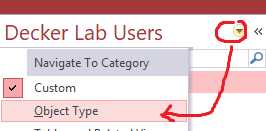 Decker Lab Users
Navigate To Category
Custom
Object Type